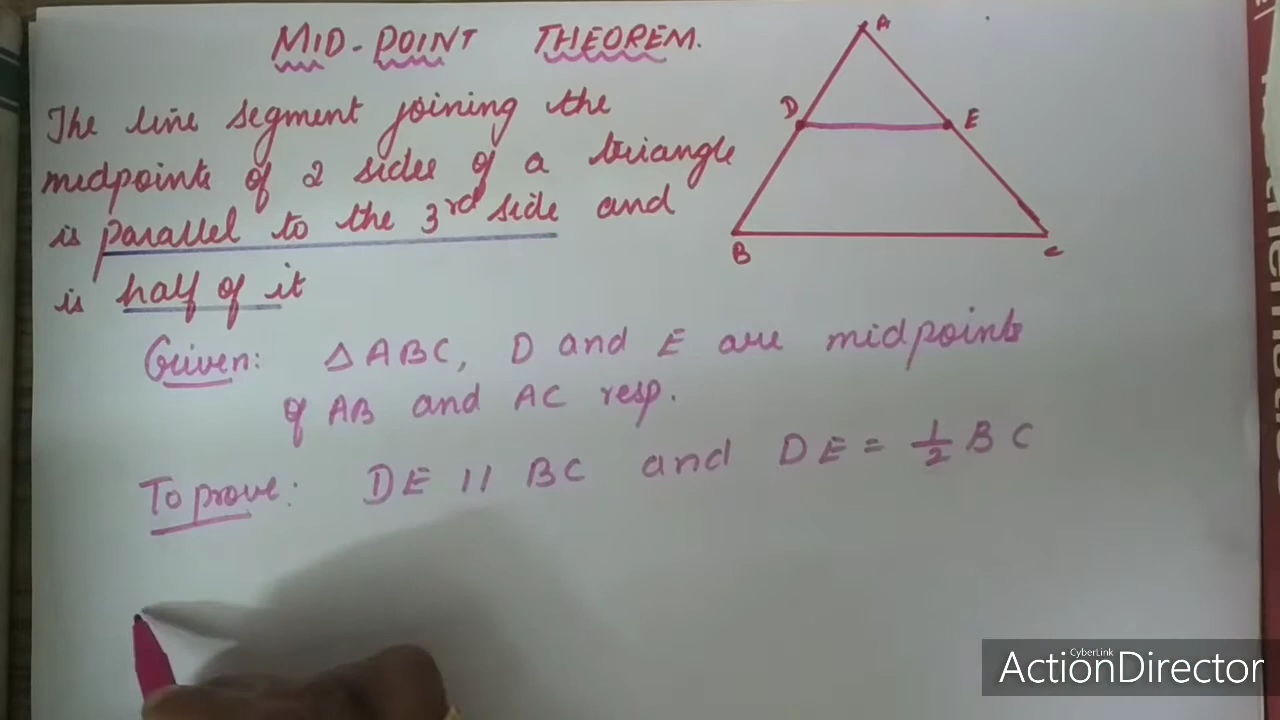 MID-POINT THEOREM.
The line segment joining the
midpoints of 2 sides of a triangle
is parallel to the 3rd side and
is half of it
A
D
E
B
C
Given: △ ABC, D and E are midpoints
of AB and AC resp.
To prove: DE // BC and DE = 1/2 BC
CyberLink
ActionDirector